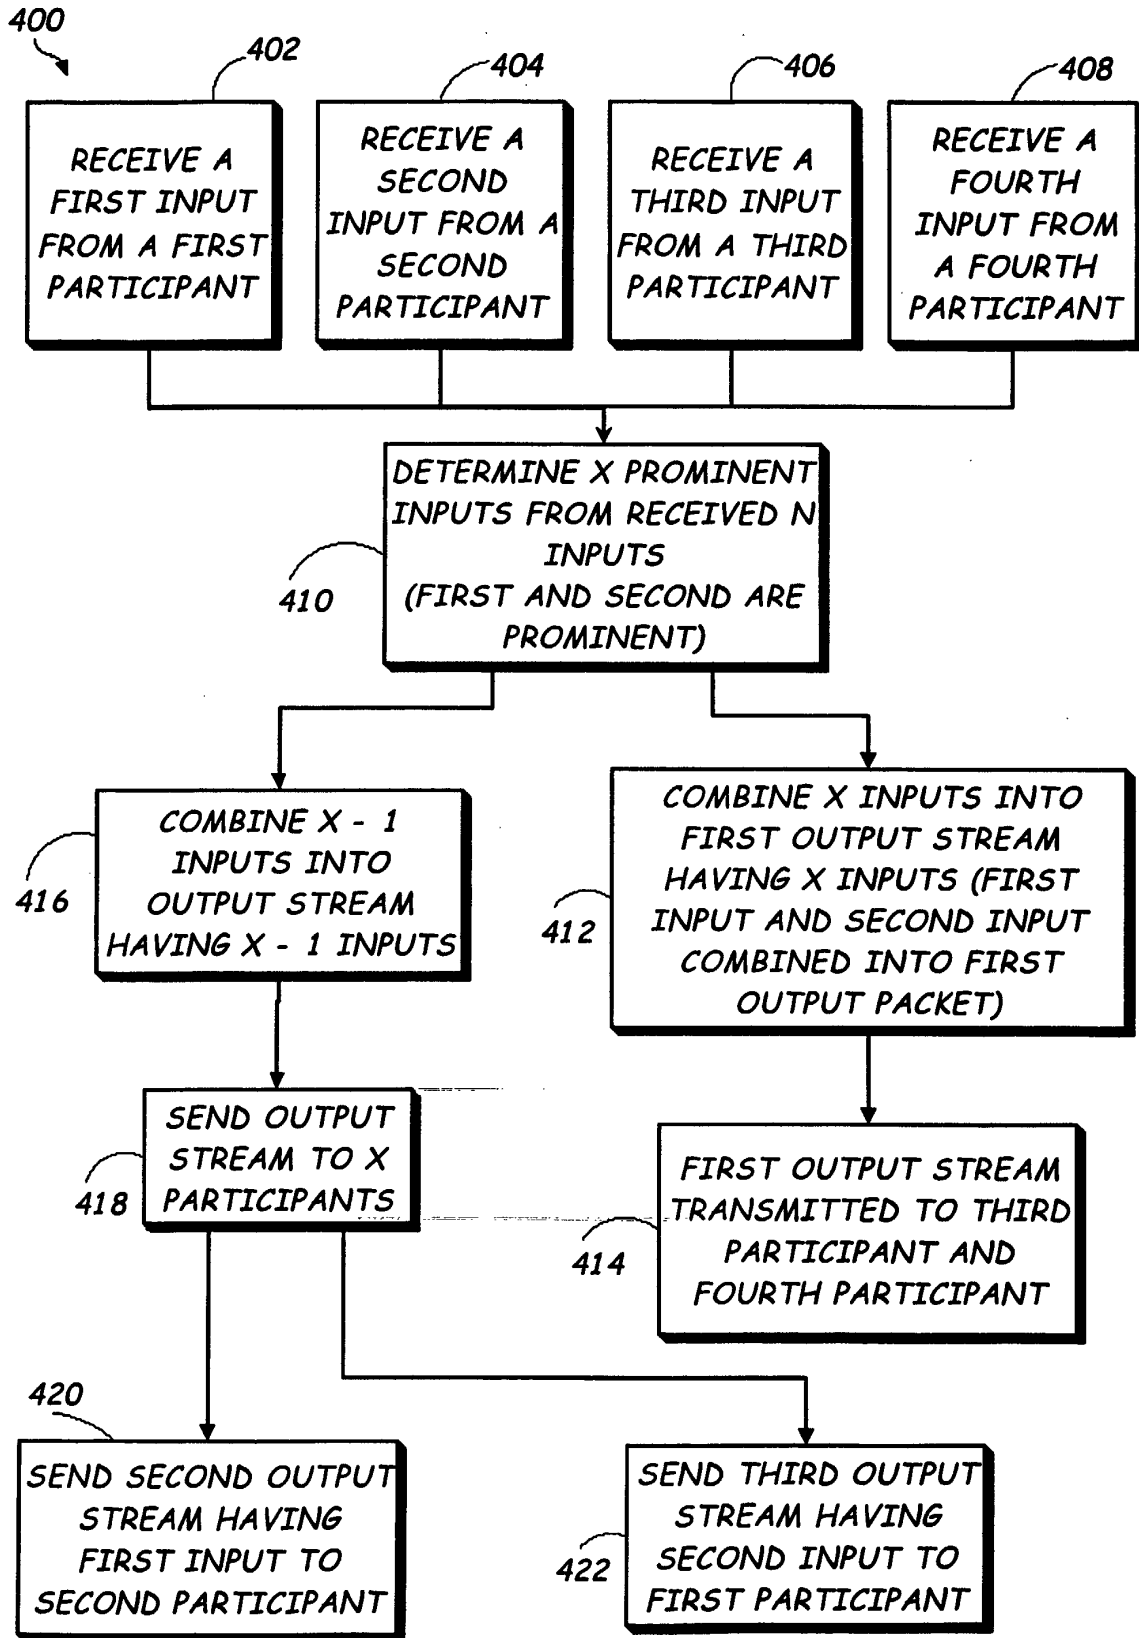 400
402
404
406
408
RECEIVE A
FIRST INPUT
FROM A FIRST
PARTICIPANT
RECEIVE A
SECOND
INPUT FROM A
SECOND
PARTICIPANT
RECEIVE A
THIRD INPUT
FROM A THIRD
PARTICIPANT
RECEIVE A
FOURTH
INPUT FROM
A FOURTH
PARTICIPANT
DETERMINE X PROMINENT
INPUTS FROM RECEIVED N
INPUTS
(FIRST AND SECOND ARE
PROMINENT)
410
COMBINE X - 1
INPUTS INTO
OUTPUT STREAM
HAVING X - 1 INPUTS
416
COMBINE X INPUTS INTO
FIRST OUTPUT STREAM
HAVING X INPUTS (FIRST
INPUT AND SECOND INPUT
COMBINED INTO FIRST
OUTPUT PACKET)
412
SEND OUTPUT
STREAM TO X
PARTICIPANTS
418
FIRST OUTPUT STREAM
TRANSMITTED TO THIRD
PARTICIPANT AND
FOURTH PARTICIPANT
414
420
SEND SECOND OUTPUT
STREAM HAVING
FIRST INPUT TO
SECOND PARTICIPANT
SEND THIRD OUTPUT
STREAM HAVING
SECOND INPUT TO
FIRST PARTICIPANT
422